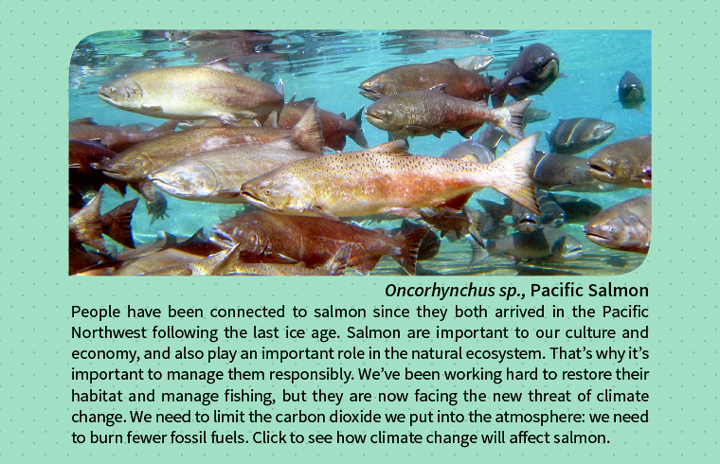 Oncorhynchus sp., Pacific Salmon
People have been connected to salmon since they both arrived in the Pacific
Northwest following the last ice age. Salmon are important to our culture and
economy, and also play an important role in the natural ecosystem. That’s why it’s
important to manage them responsibly. We’ve been working hard to restore their
habitat and manage fishing, but they are now facing the new threat of climate
change. We need to limit the carbon dioxide we put into the atmosphere: we need
to burn fewer fossil fuels. Click to see how climate change will affect salmon.